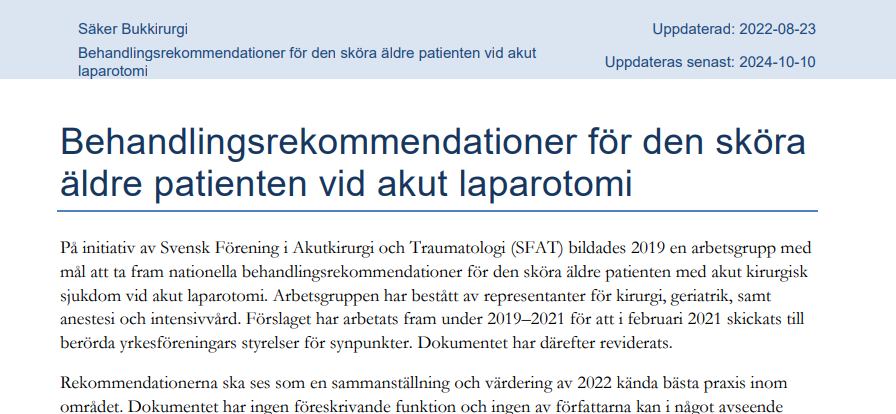 Säker Bukkirurgi
Uppdaterad: 2022-08-23
Behandlingsrekommendationer för den sköra äldre patienten vid akut
laparotomi
Uppdateras senast: 2024-10-10
Behandlingsrekommendationer för den sköra
äldre patienten vid akut laparotomi
På initiativ av Svensk Förening i Akutkirurgi och Traumatologi (SFAT) bildades 2019 en arbetsgrupp med
mål att ta fram nationella behandlingsrekommendationer för den sköra äldre patienten med akut kirurgisk
sjukdom vid akut laparotomi. Arbetsgruppen har bestått av representanter för kirurgi, geriatrik, samt
anestesi och intensivvård. Förslaget har arbetats fram under 2019–2021 för att i februari 2021 skickats till
berörda yrkesföreningars styrelser för synpunkter. Dokumentet har därefter reviderats.
Rekommendationerna ska ses som en sammanställning och värdering av 2022 kända bästa praxis inom
området. Dokumentet har ingen föreskrivande funktion och ingen av författarna kan i något avseende